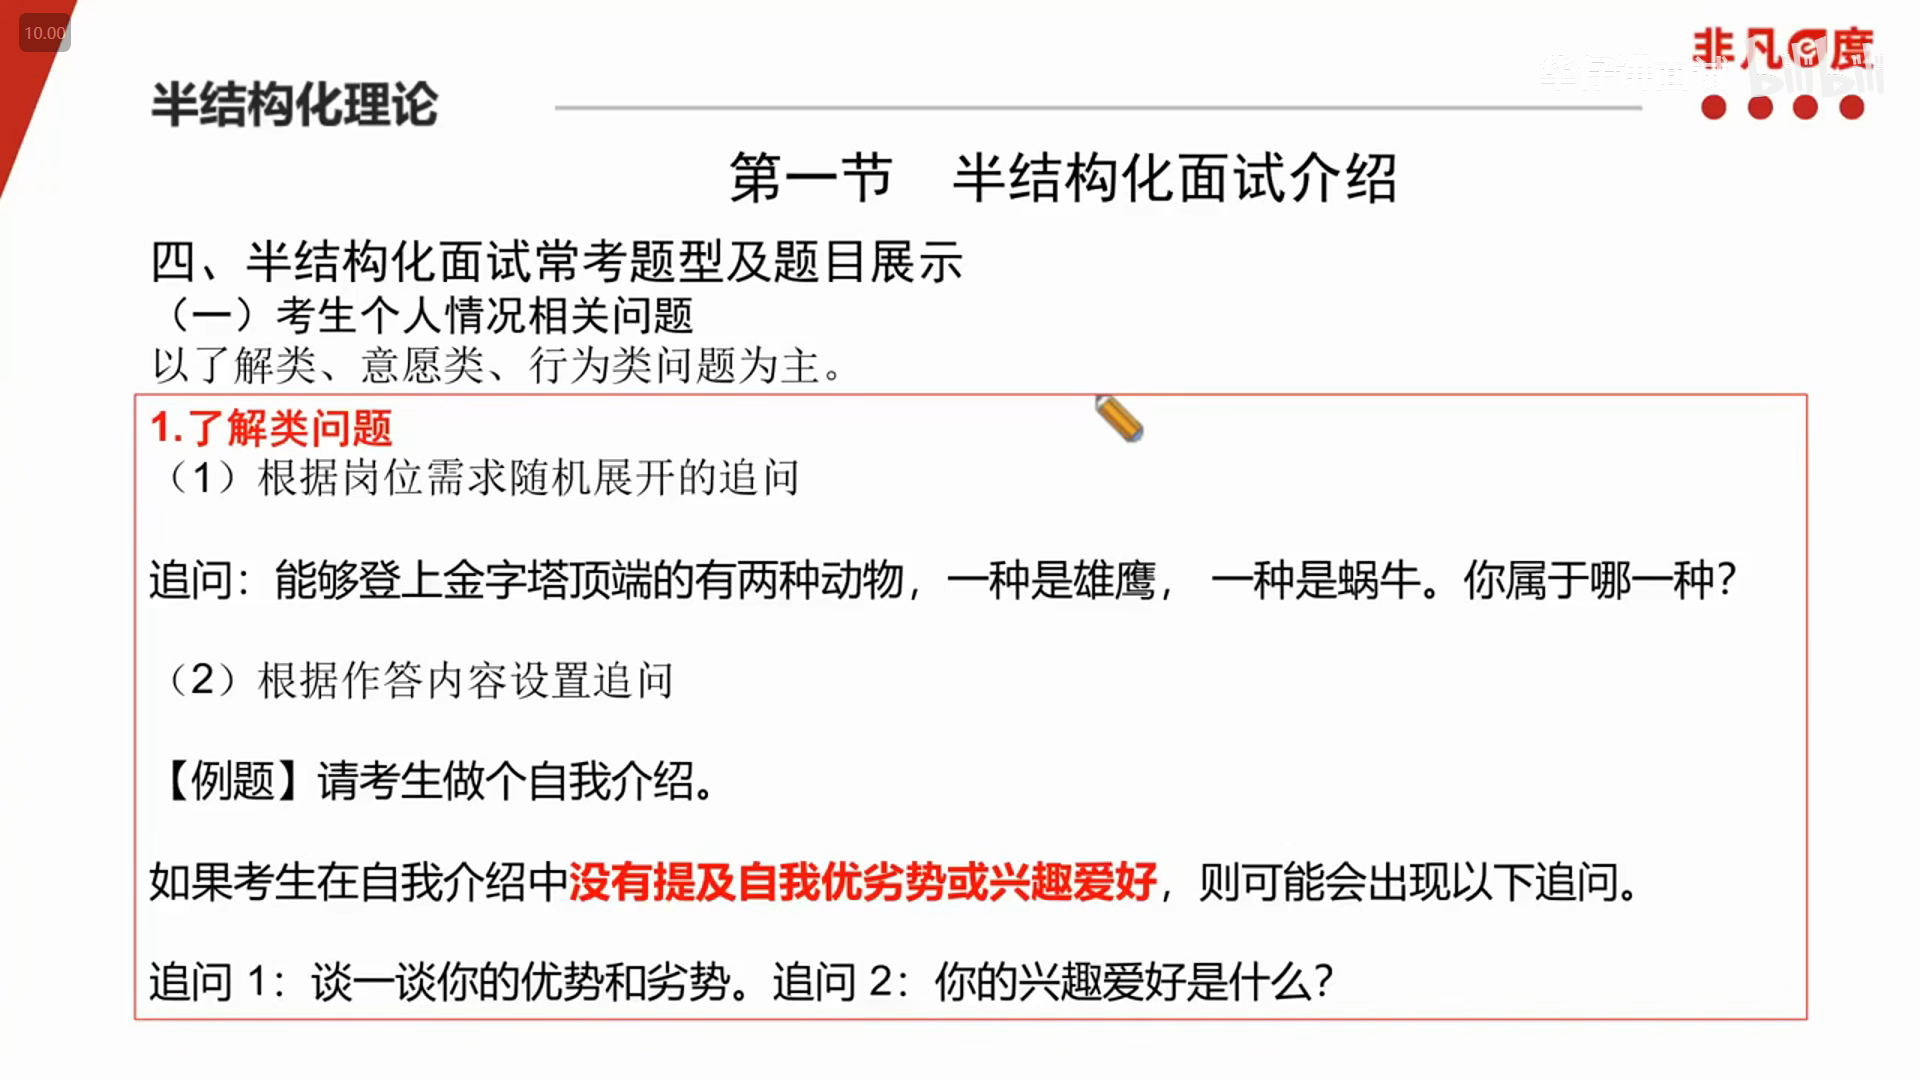 10.00
非凡e度
半结构化理论
第一节 半结构化面试介绍
四、半结构化面试常考题型及题目展示
（一）考生个人情况相关问题
以了解类、意愿类、行为类问题为主。
1.了解类问题
（1）根据岗位需求随机展开的追问
追问：能够登上金字塔顶端的有两种动物，一种是雄鹰， 一种是蜗牛。你属于哪一种？
（2）根据作答内容设置追问
【例题】请考生做个自我介绍。
如果考生在自我介绍中没有提及自我优劣势或兴趣爱好，则可能会出现以下追问。
追问 1：谈一谈你的优势和劣势。追问 2：你的兴趣爱好是什么？